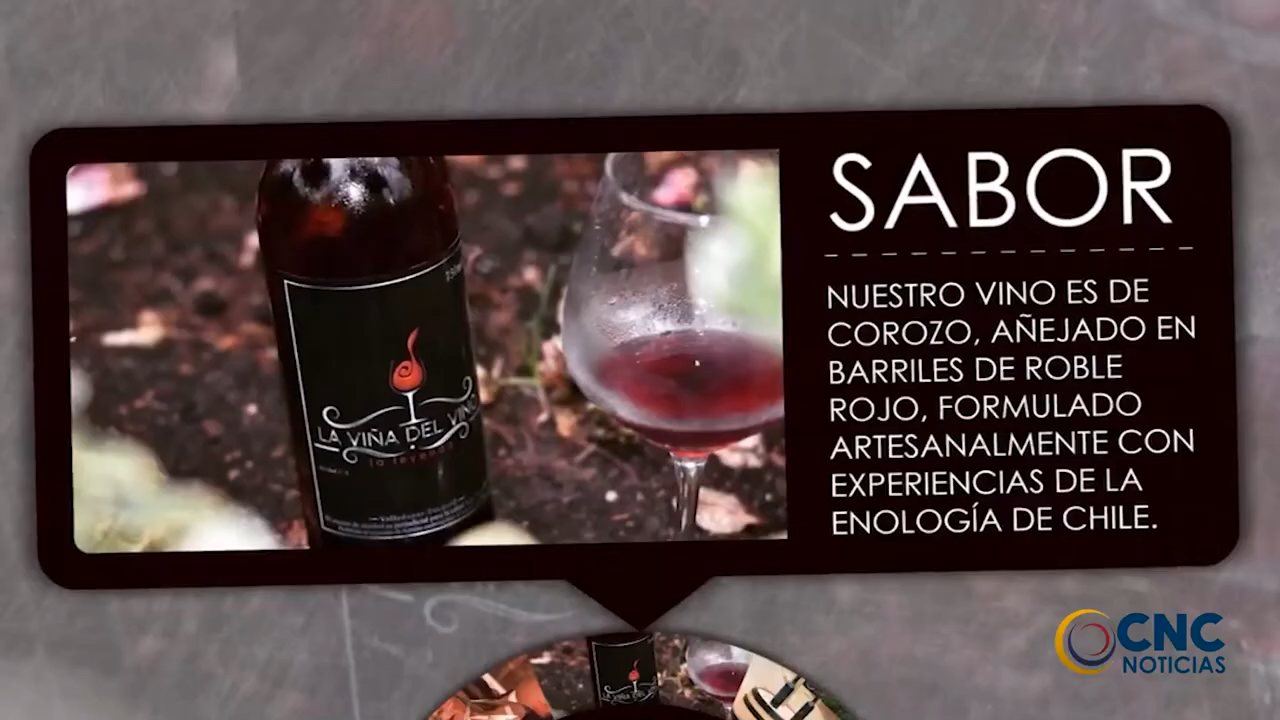 SABOR
NUESTRO VINO ES DE
COROZO, AÑEJADO EN
BARRILES DE ROBLE
ROJO, FORMULADO
ARTESANALMENTE CON
EXPERIENCIAS DE LA
ENOLOGÍA DE CHILE.
LA VIÑA DEL VINO
CNC
NOTICIAS